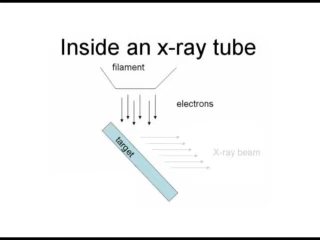 Inside an x-ray tube
filament
electrons
target
X-ray beam